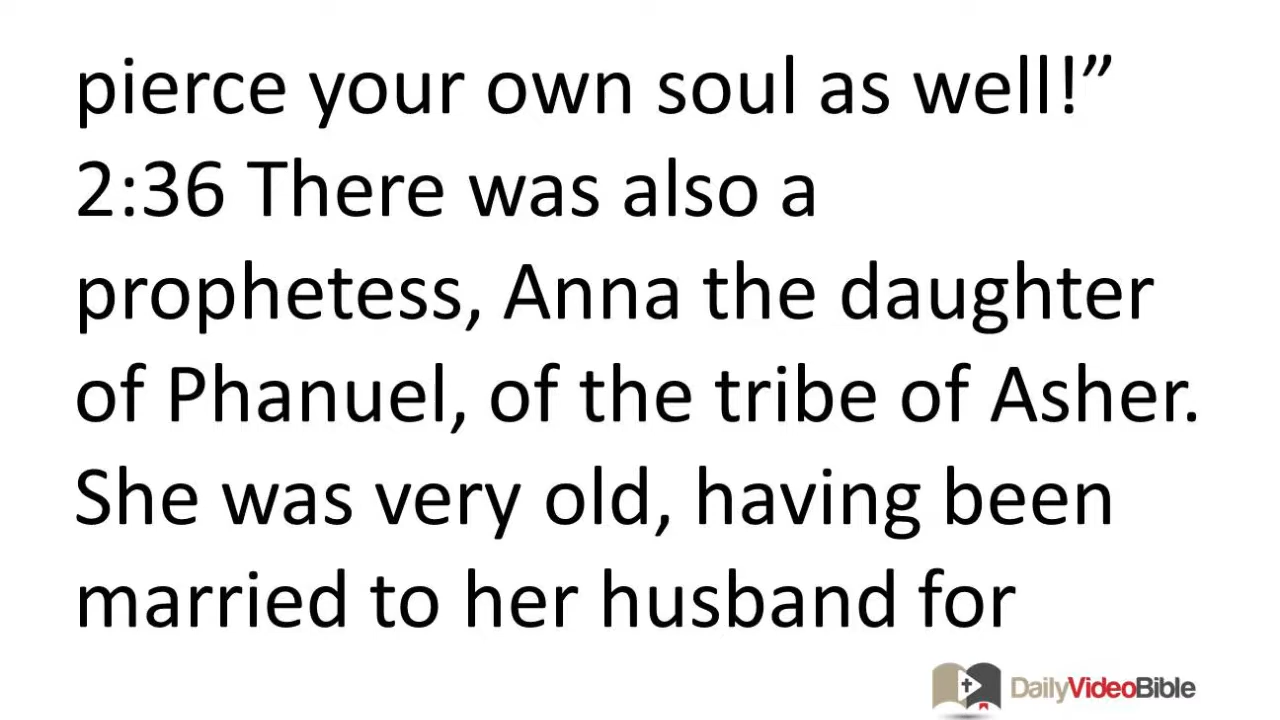 pierce your own soul as well!”
2:36 There was also a
prophetess, Anna the daughter
of Phanuel, of the tribe of Asher.
She was very old, having been
married to her husband for
DailyVideoBible